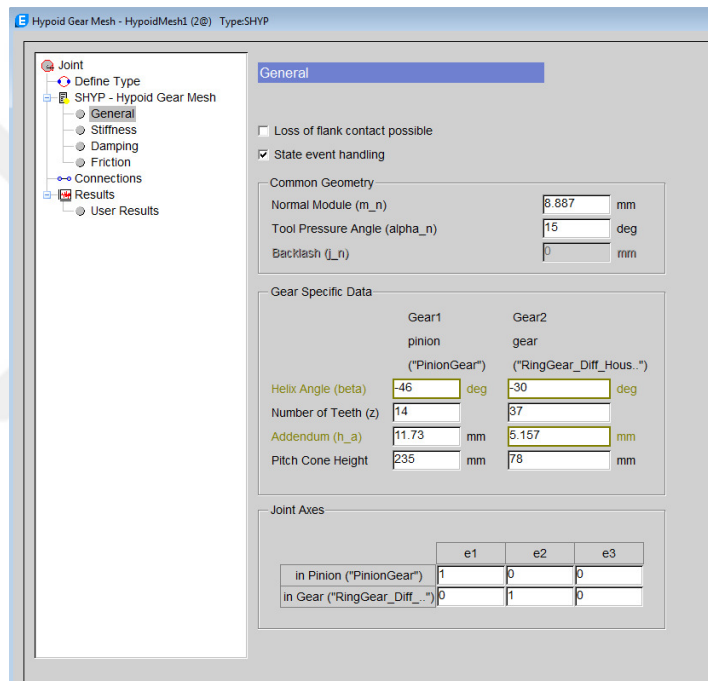 Hypoid Gear Mesh - HypoidMesh1 (2@) Type:SHYP
Joint
Define Type
SHYP - Hypoid Gear Mesh
General
Stiffness
Damping
Friction
Connections
Results
User Results
General
Loss of flank contact possible
State event handling
Common Geometry
Normal Module (m_n) 8.887 mm
Tool Pressure Angle (alpha_n) 15 deg
Backlash (j_n) 0 mm
Gear Specific Data
Gear1 Gear2
pinion gear
("PinionGear") ("RingGear_Diff_Hous..")
Helix Angle (beta) -46 deg -30 deg
Number of Teeth (z) 14 37
Addendum (h_a) 11.73 mm 5.157 mm
Pitch Cone Height 235 mm 78 mm
Joint Axes
e1 e2 e3
in Pinion ("PinionGear") 1 0 0
in Gear ("RingGear_Diff_..") 0 1 0